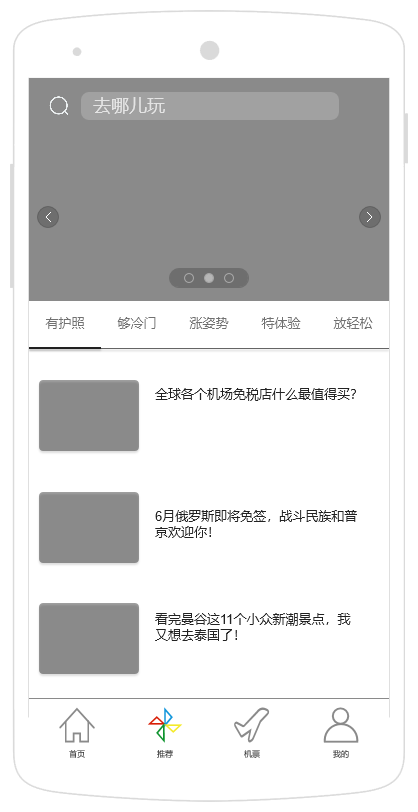 去哪儿玩
有护照 够冷门 涨姿势 特体验 放轻松
全球各个机场免税店什么最值得买？
6月俄罗斯即将免签，战斗民族和普
京欢迎你！
看完曼谷这11个小众新潮景点，我
又想去泰国了！
首页 推荐 机票 我的